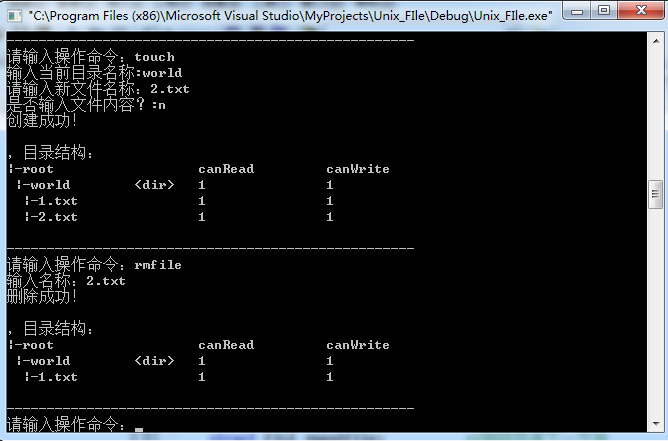 "C:\Program Files (x86)\Microsoft Visual Studio\MyProjects\Unix_FIle\Debug\Unix_FIle.exe"
----------------------------------------------------
请输入操作命令：touch
输入当前目录名称:world
请输入新文件名称：2.txt
是否输入文件内容？:n
创建成功!
，目录结构：
¦-root canRead canWrite
¦-world <dir> 1 1
¦-1.txt 1 1
¦-2.txt 1 1
----------------------------------------------------
请输入操作命令：rmfile
输入名称：2.txt
删除成功!
，目录结构：
¦-root canRead canWrite
¦-world <dir> 1 1
¦-1.txt 1 1
----------------------------------------------------
请输入操作命令：